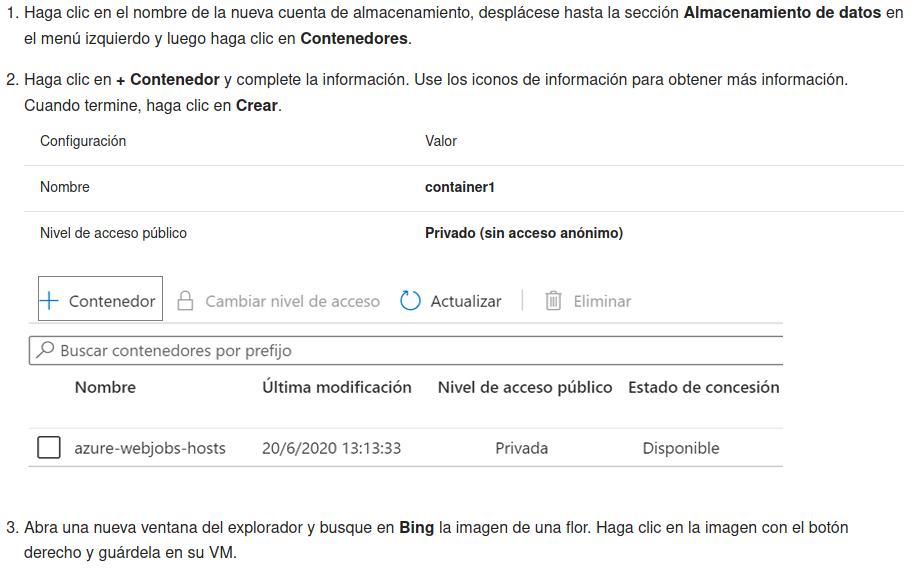 1. Haga clic en el nombre de la nueva cuenta de almacenamiento, desplácese hasta la sección Almacenamiento de datos en
el menú izquierdo y luego haga clic en Contenedores.
2. Haga clic en + Contenedor y complete la información. Use los iconos de información para obtener más información.
Cuando termine, haga clic en Crear.
Configuración Valor
Nombre container1
Nivel de acceso público Privado (sin acceso anónimo)
Contenedor Cambiar nivel de acceso Actualizar Eliminar
Buscar contenedores por prefijo
Nombre Última modificación Nivel de acceso público Estado de concesión
azure-webjobs-hosts 20/6/2020 13:13:33 Privada Disponible
3. Abra una nueva ventana del explorador y busque en Bing la imagen de una flor. Haga clic en la imagen con el botón
derecho y guárdela en su VM.